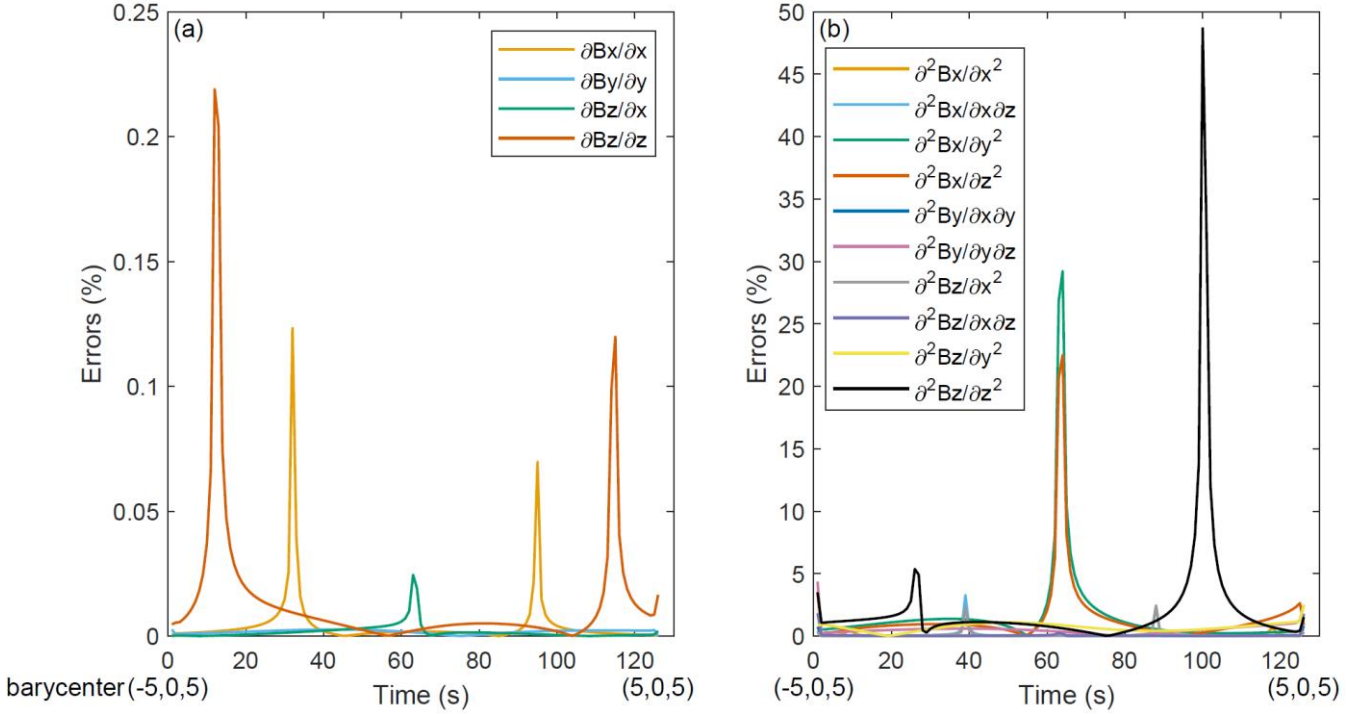 (a)
∂Bx/∂x
∂By/∂y
∂Bz/∂x
∂Bz/∂z
Errors (%)
0.25
0.2
0.15
0.1
0.05
0
0 20 40 60 80 100 120
barycenter (-5,0,5) Time (s) (5,0,5)
(b)
∂²Bx/∂x²
∂²Bx/∂x∂z
∂²Bx/∂y²
∂²Bx/∂z²
∂²By/∂x∂y
∂²By/∂y∂z
∂²Bz/∂x²
∂²Bz/∂x∂z
∂²Bz/∂y²
∂²Bz/∂z²
Errors (%)
50
45
40
35
30
25
20
15
10
5
0
0 20 40 60 80 100 120
(-5,0,5) Time (s) (5,0,5)